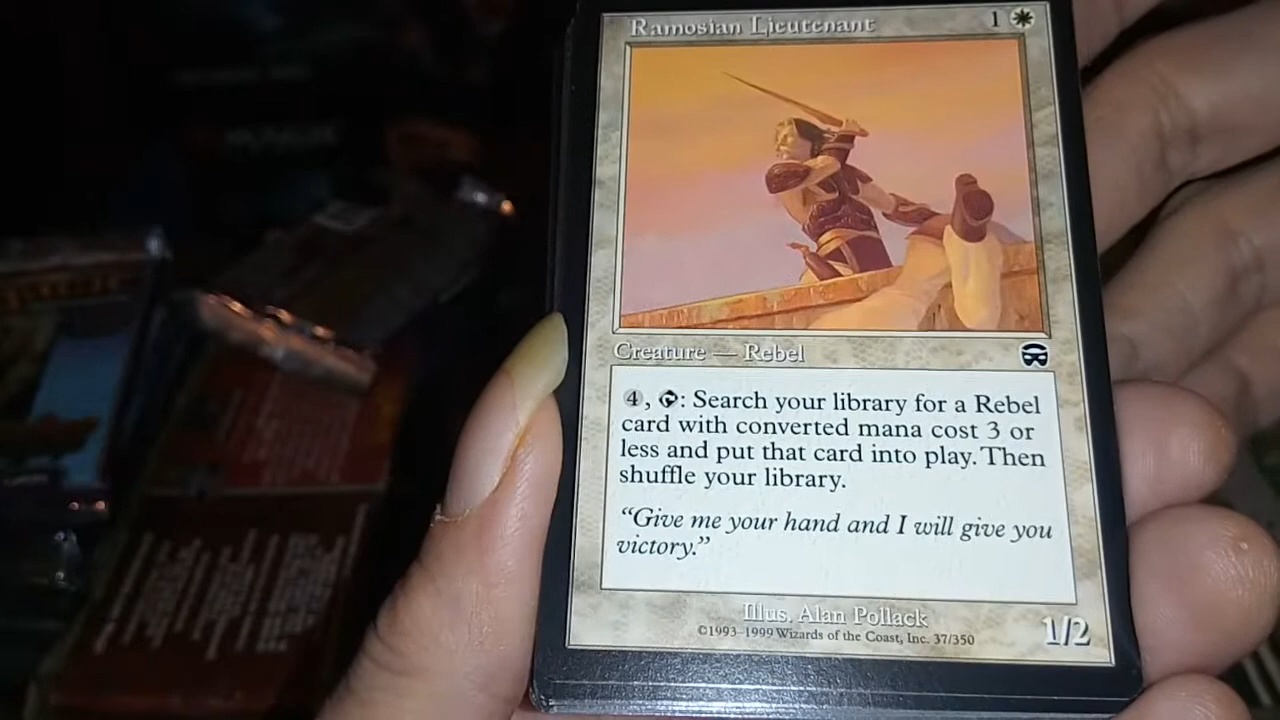 Ramosian Lieutenant 1
Creature — Rebel
4, : Search your library for a Rebel
card with converted mana cost 3 or
less and put that card into play. Then
shuffle your library.
“Give me your hand and I will give you
victory.”
Illus. Alan Pollack
©1993–1999 Wizards of the Coast, Inc. 37/350
1/2